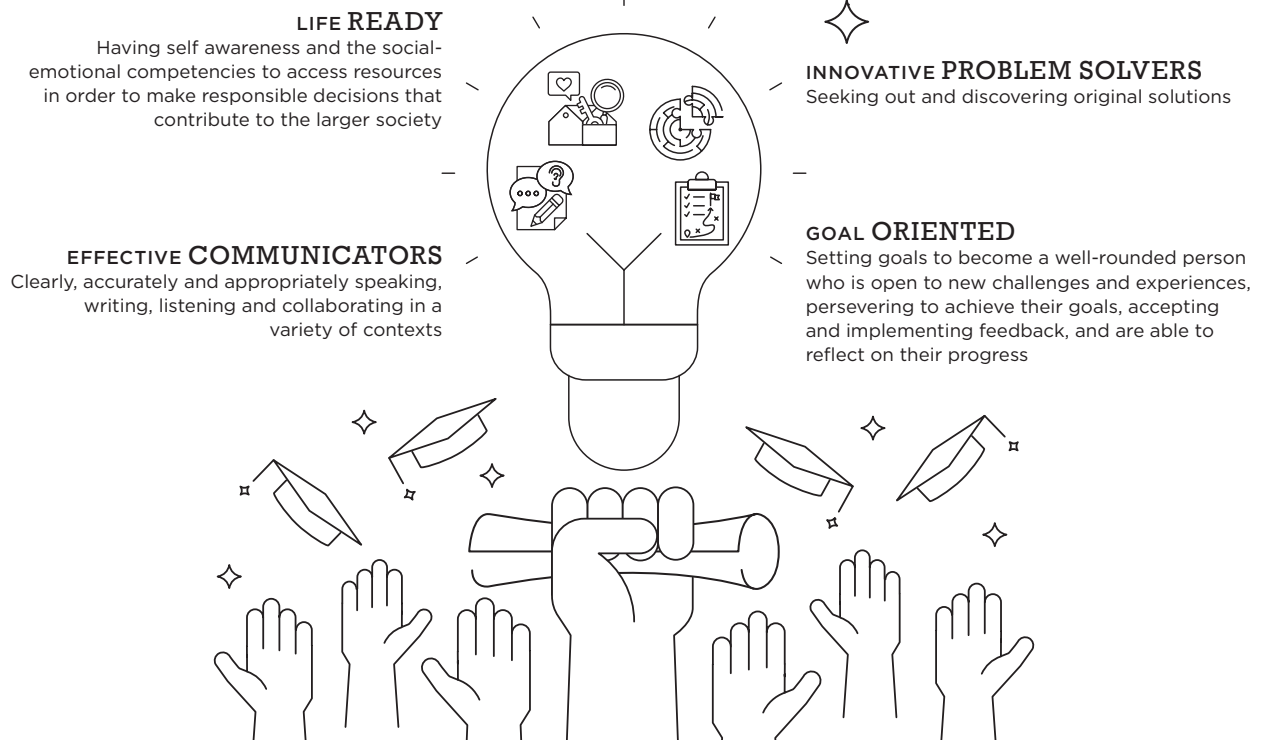 LIFE READY
Having self awareness and the social-
emotional competencies to access resources
in order to make responsible decisions that
contribute to the larger society
INNOVATIVE PROBLEM SOLVERS
Seeking out and discovering original solutions
EFFECTIVE COMMUNICATORS
Clearly, accurately and appropriately speaking,
writing, listening and collaborating in a
variety of contexts
GOAL ORIENTED
Setting goals to become a well-rounded person
who is open to new challenges and experiences,
persevering to achieve their goals, accepting
and implementing feedback, and are able to
reflect on their progress